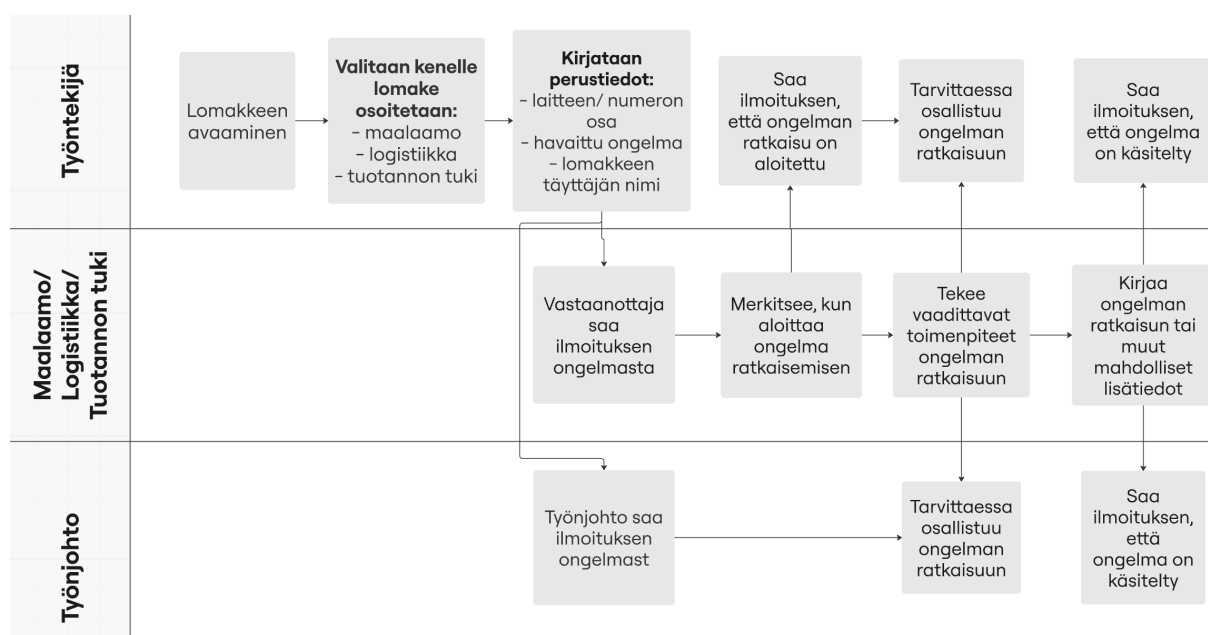 Työntekijä
Lomakkeen
avaaminen
Valitaan kenelle
lomake
osoitetaan:
- maalaamo
- logistiikka
- tuotannon tuki
Kirjataan
perustiedot:
- laitteen/ numeron
osa
- havaittu ongelma
- lomakkeen
täyttäjän nimi
Saa
ilmoituksen,
että ongelman
ratkaisu on
aloitettu
Tarvittaessa
osallistuu
ongelman
ratkaisuun
Saa
ilmoituksen,
että ongelma
on käsitelty
Maalaamo/
Logistiikka/
Tuotannon tuki
Vastaanottaja
saa
ilmoituksen
ongelmasta
Merkitsee, kun
aloittaa
ongelma
ratkaisemisen
Tekee
vaadittavat
toimenpiteet
ongelman
ratkaisuun
Kirjaa
ongelman
ratkaisun tai
muut
mahdolliset
lisätiedot
Työnjohto
Työnjohto saa
ilmoituksen
ongelmast
Tarvittaessa
osallistuu
ongelman
ratkaisuun
Saa
ilmoituksen,
että
ongelma on
käsitelty